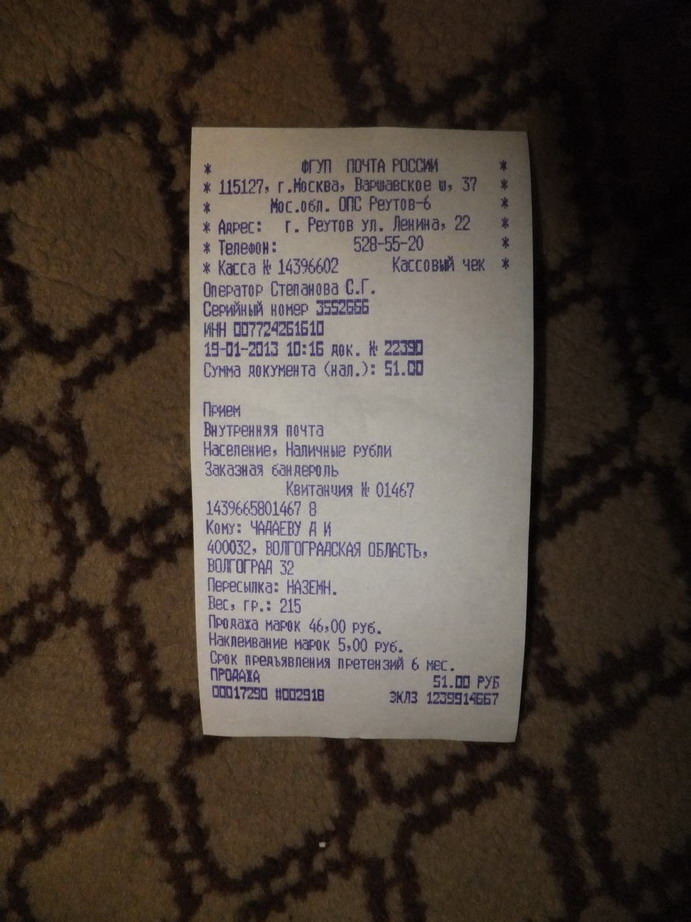 * ФГУП ПОЧТА РОССИИ *
* 115127, г.Москва, Варшавское ш, 37 *
* Мос.обл. ОПС Реутов-6 *
* Адрес: г. Реутов ул. Ленина, 22 *
* Телефон: 528-55-20 *
* Касса № 14396602 Кассовый чек *
Оператор Степанова С.Г.
Серийный номер 3552666
ИНН 007724261610
19-01-2013 10:16 док. № 22390
Сумма документа (нал.): 51.00
Прием
Внутренняя почта
Население, Наличные рубли
Заказная бандероль
Квитанция № 01467
1439665801467 8
Кому: ЧАДАЕВУ Д И
400032, ВОЛГОГРАДСКАЯ ОБЛАСТЬ,
ВОЛГОГРАД 32
Пересылка: НАЗЕМН.
Вес, гр.: 215
Продажа марок 46,00 руб.
Наклеивание марок 5,00 руб.
Срок предъявления претензий 6 мес.
ПРОДАЖА 51.00 РУБ
00017290 #002918 ЭКЛЗ 1239914667